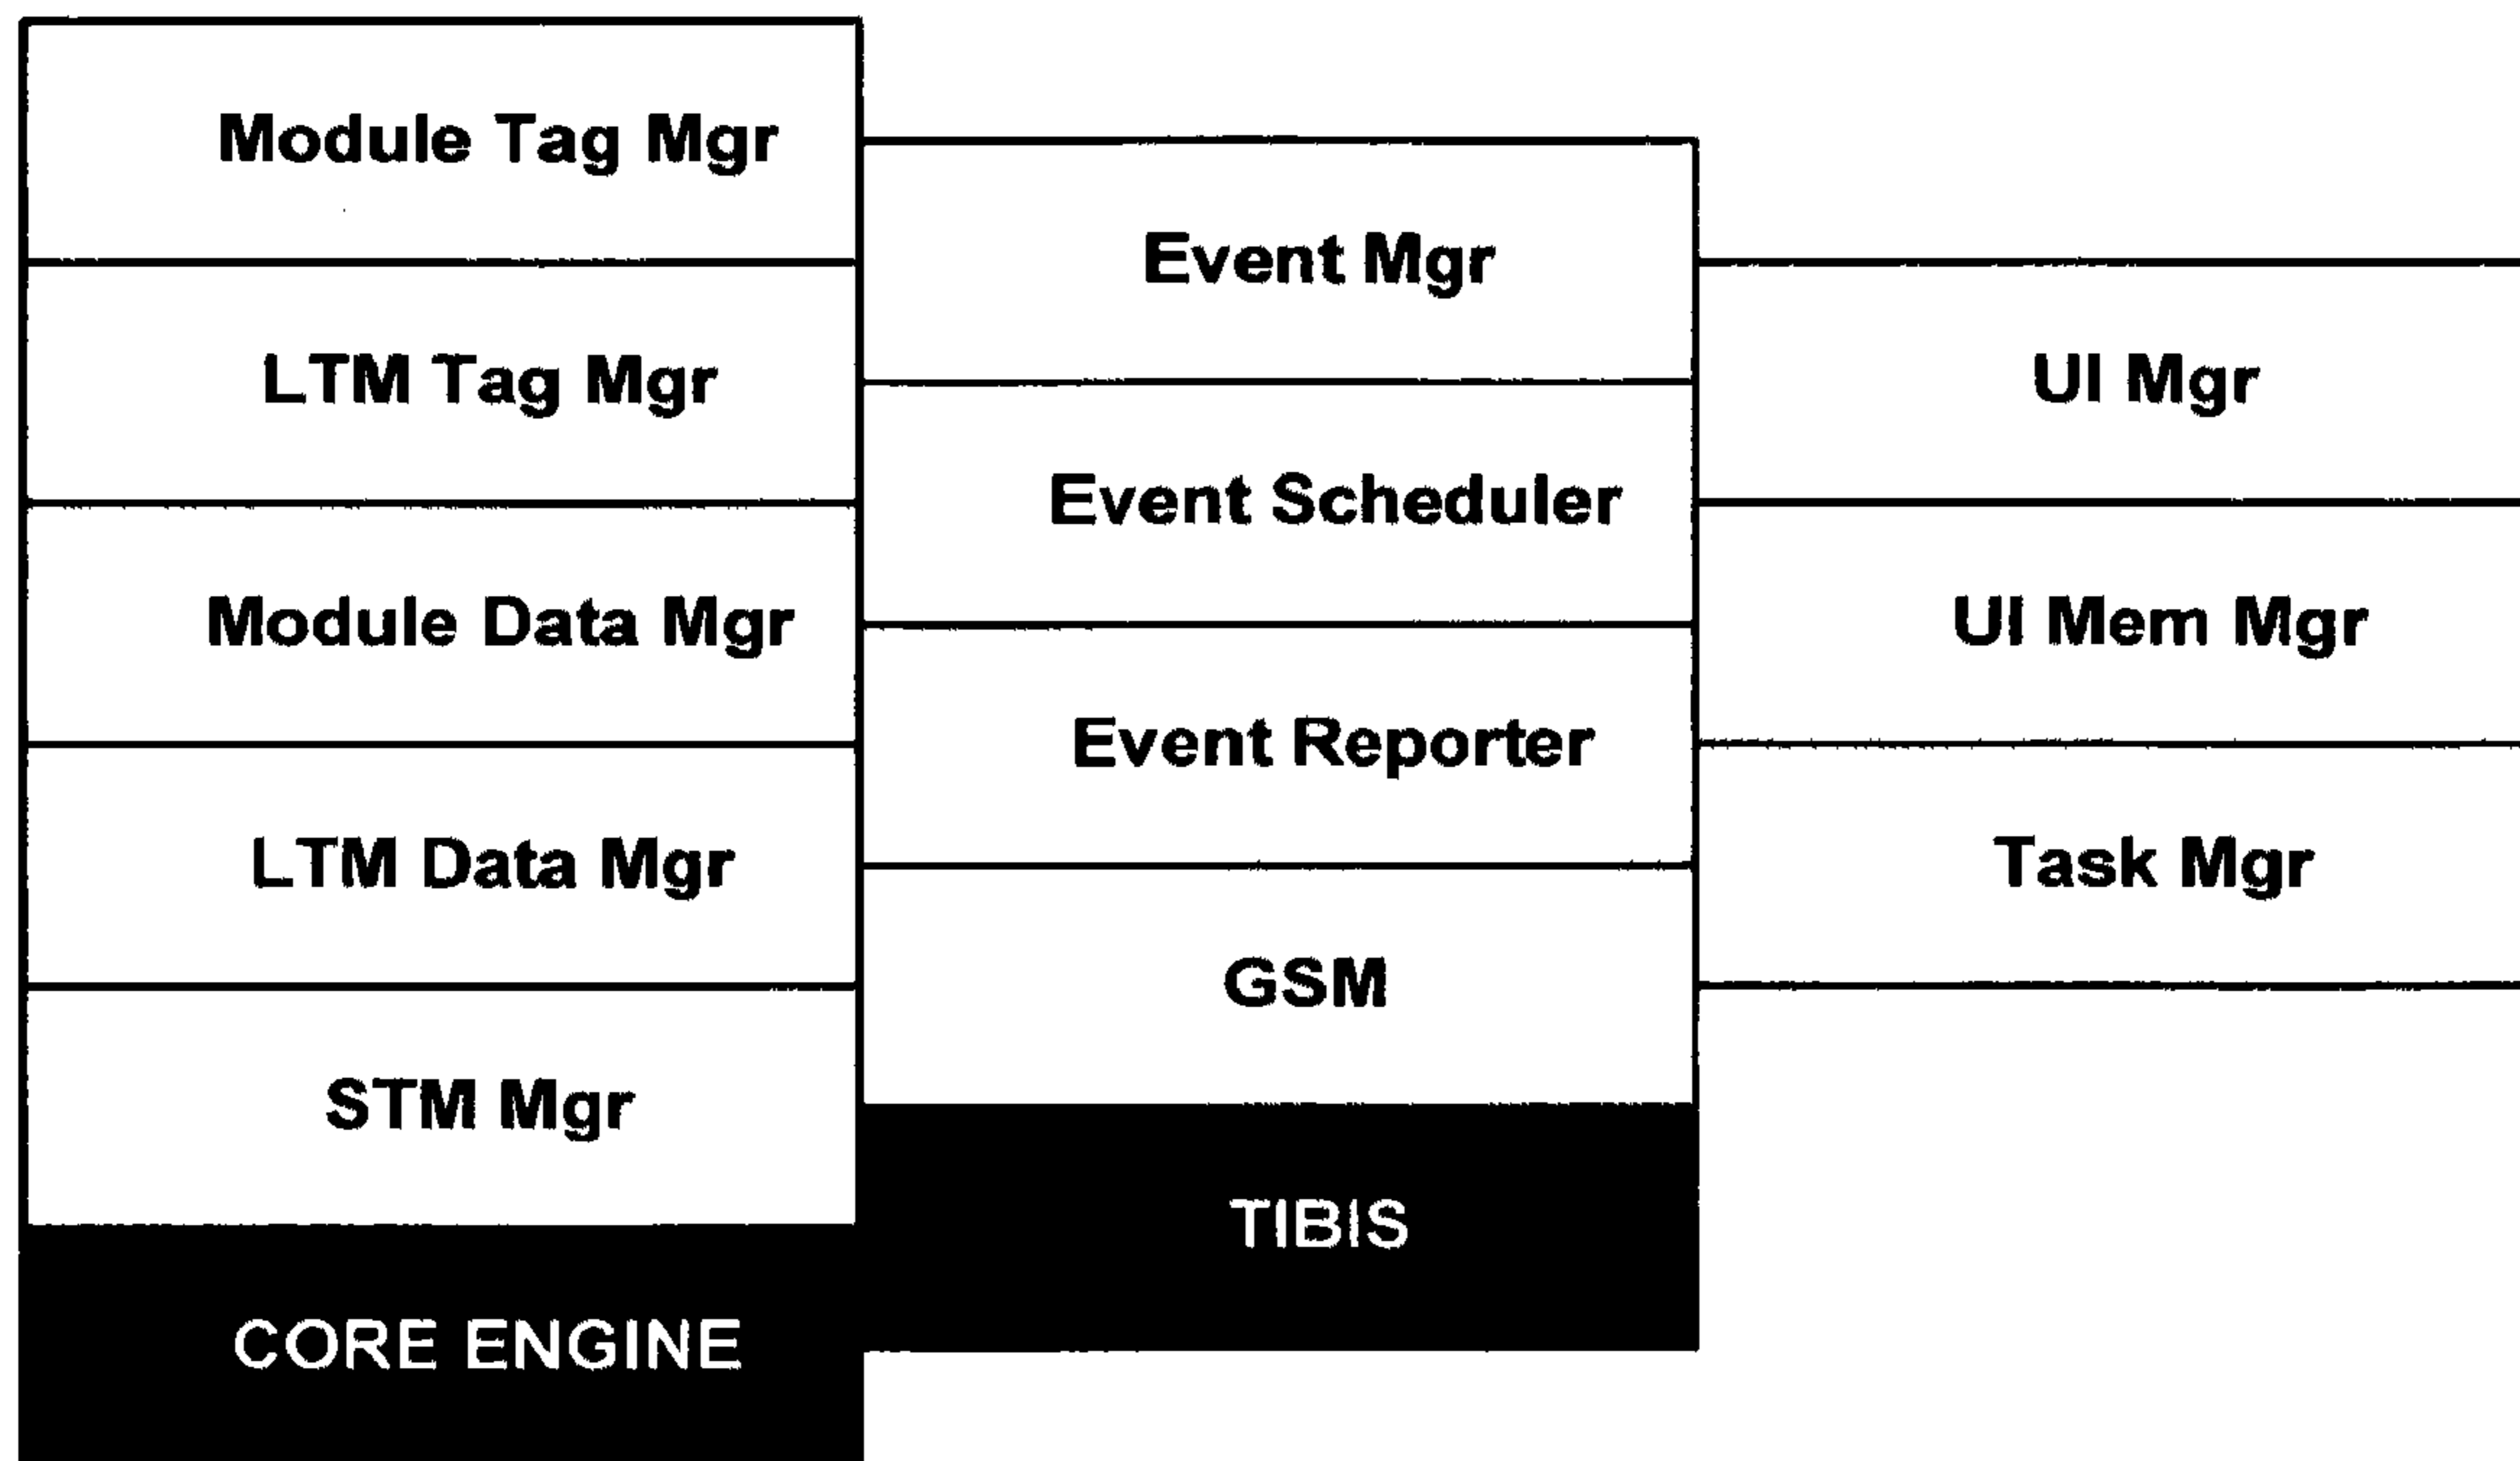 Module Tag Mgr
LTM Tag Mgr
Module Data Mgr
LTM Data Mgr
STM Mgr
CORE ENGINE
Event Mgr
Event Scheduler
Event Reporter
GSM
TIBIS
UI Mgr
UI Mem Mgr
Task Mgr